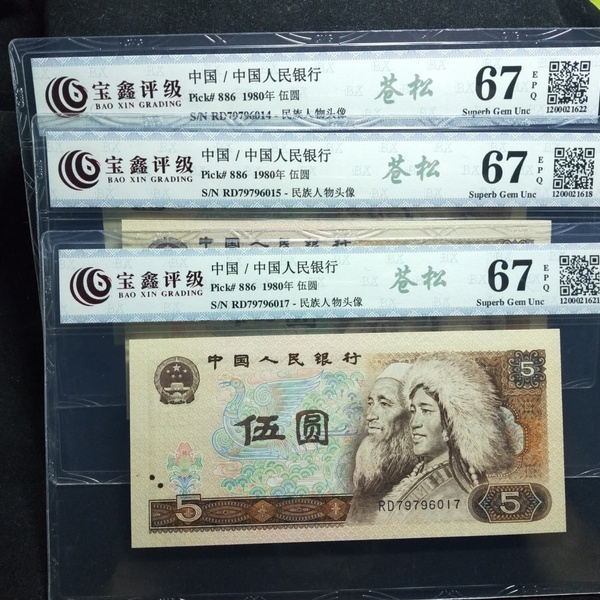 宝鑫评级
BAO XIN GRADING
中国 / 中国人民银行
Pick# 886 1980年 伍圆
S/N RD79796014 - 民族人物头像
苍松
67
EPQ
Superb Gem Unc
1200021622
宝鑫评级
BAO XIN GRADING
中国 / 中国人民银行
Pick# 886 1980年 伍圆
S/N RD79796015 - 民族人物头像
苍松
67
EPQ
Superb Gem Unc
1200021618
中国人民银行
宝鑫评级
BAO XIN GRADING
中国 / 中国人民银行
Pick# 886 1980年 伍圆
S/N RD79796017 - 民族人物头像
苍松
67
EPQ
Superb Gem Unc
1200021621
中国人民银行
5
伍圆
5
RD79796017
5